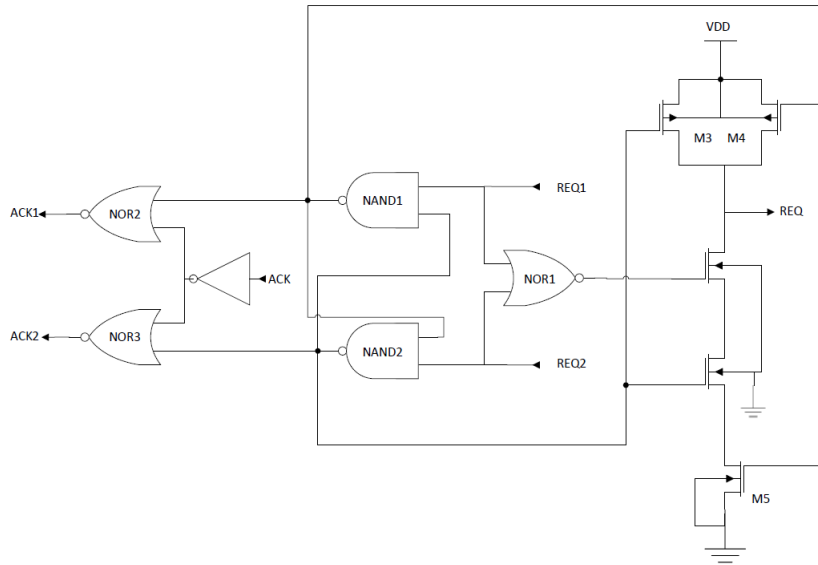 VDD
M3 M4
NAND1
REQ1
ACK1
NOR2
REQ
ACK
NOR1
ACK2
NOR3
NAND2
REQ2
M5